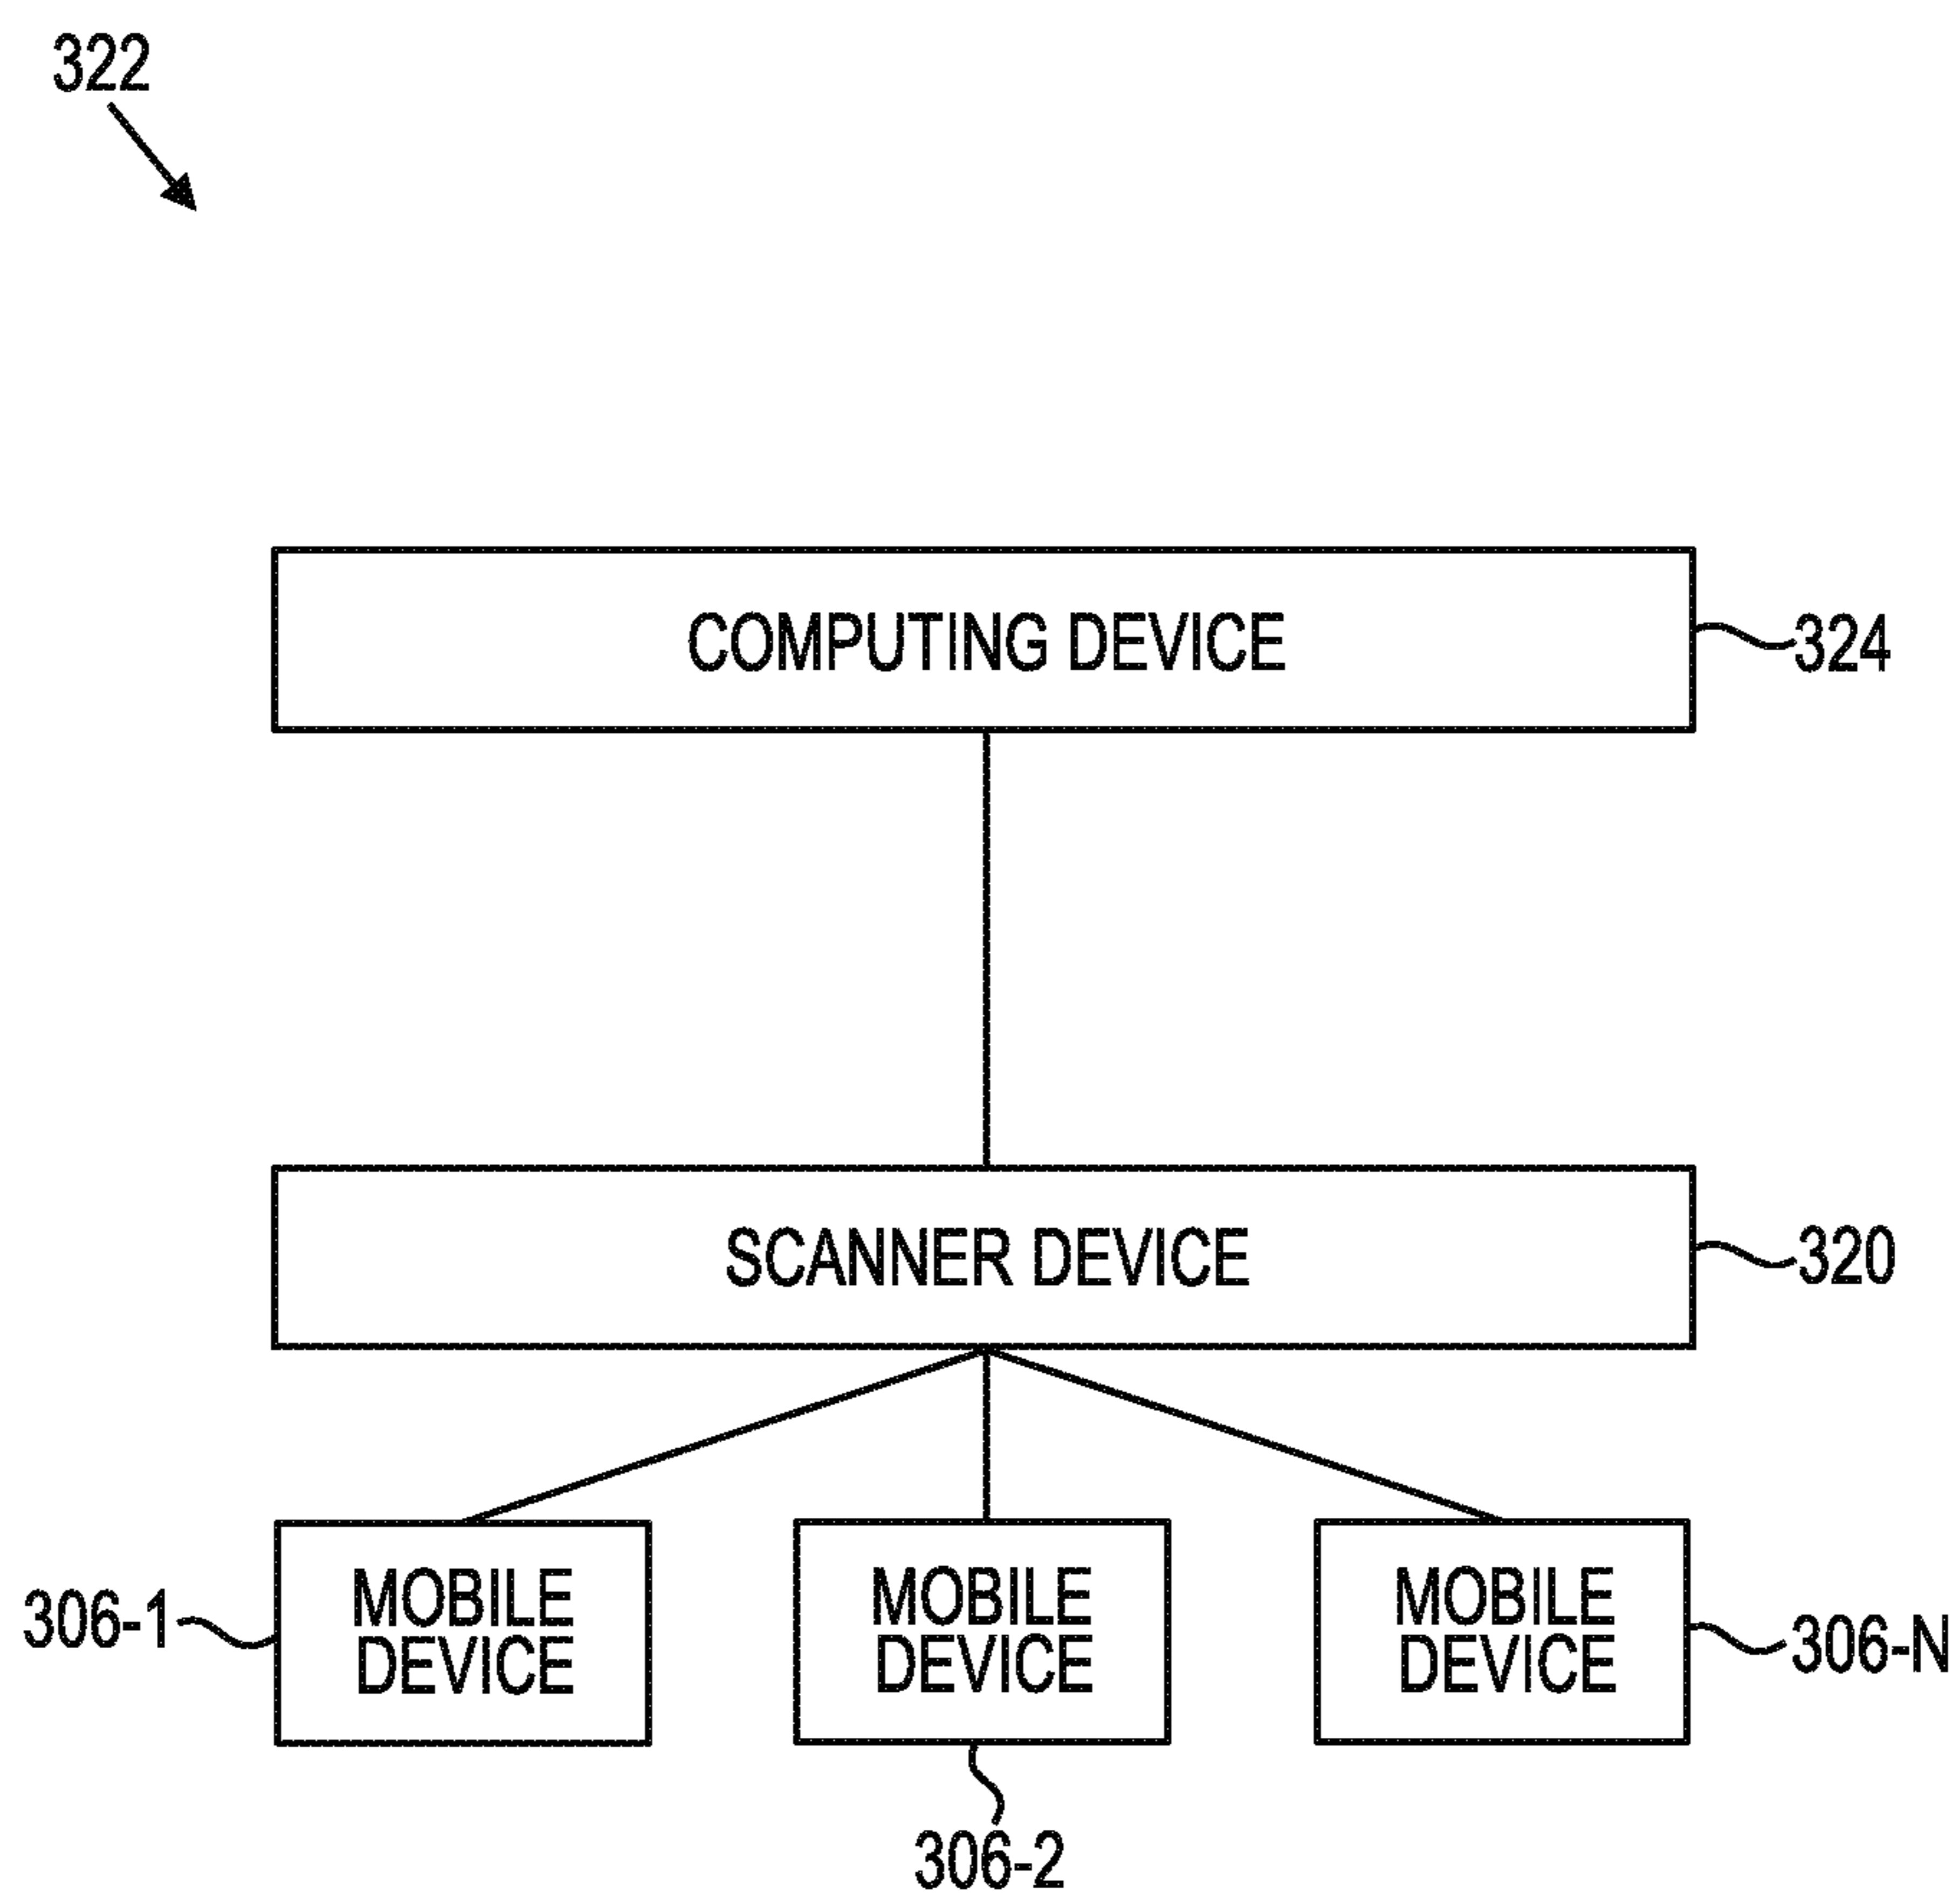 322
COMPUTING DEVICE
324
SCANNER DEVICE
320
306-1
MOBILE
DEVICE
MOBILE
DEVICE
MOBILE
DEVICE
306-N
306-2